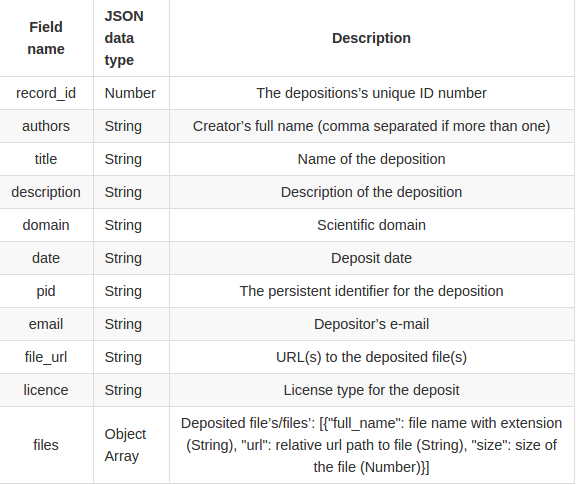 Field name JSON data type Description
record_id Number The depositions's unique ID number
authors String Creator's full name (comma separated if more than one)
title String Name of the deposition
description String Description of the deposition
domain String Scientific domain
date String Deposit date
pid String The persistent identifier for the deposition
email String Depositor's e-mail
file_url String URL(s) to the deposited file(s)
licence String License type for the deposit
files Object Array Deposited file's/files': [{"full_name": file name with extension
(String), "url": relative url path to file (String), "size": size of
the file (Number)}]